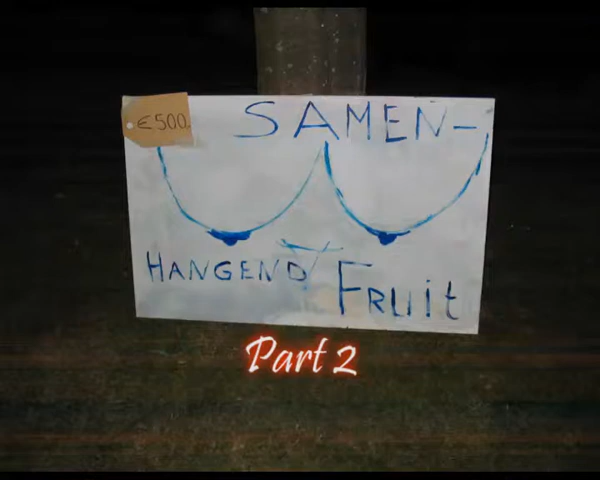 €500,
SAMEN-
HANGEND FRUIT
Part 2